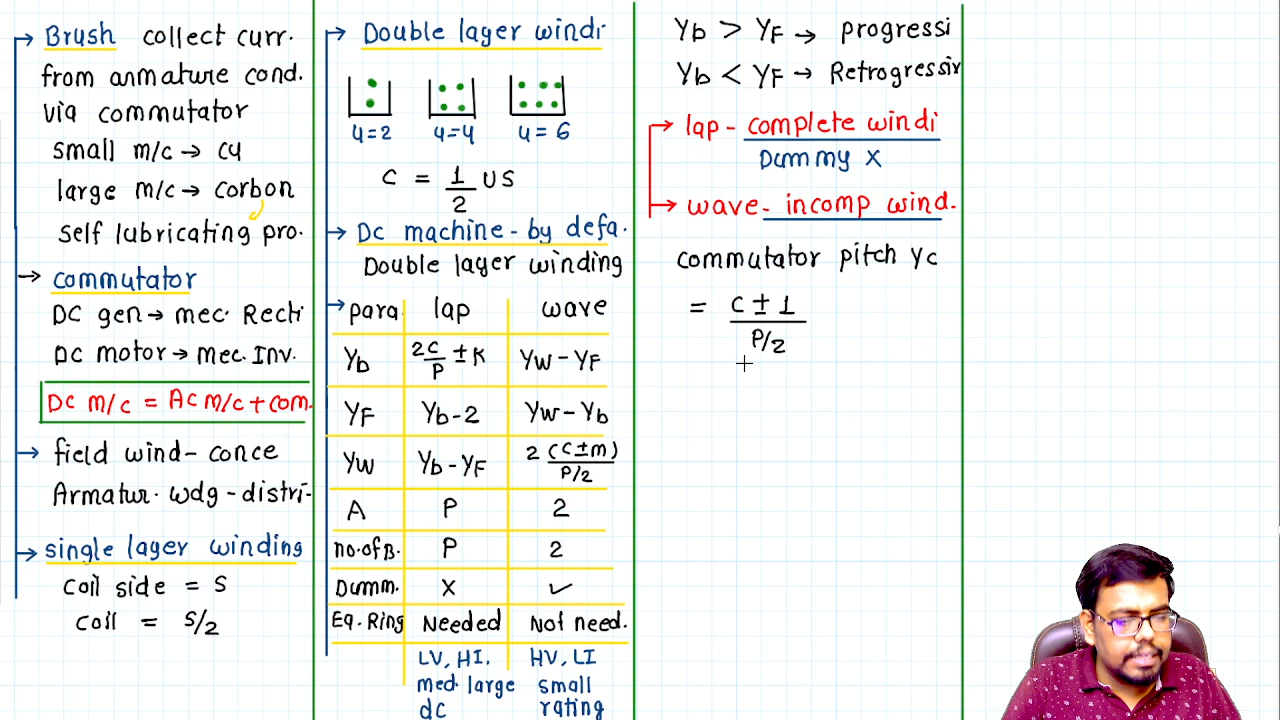 Brush collect curr.
from armature cond.
via commutator
small m/c → cu
large m/c → corbon
self lubricating pro.
commutator
DC gen → mec. Recti
DC motor → mec. Inv.
Dc m/c = Ac m/c + com.
field wind - conce
Armatur. wdg - distri-
single layer winding
coil side = S
coil = S/2
Double layer windi
u=2 u=4 u=6
C = 1/2 US
Dc machine - by defa.
Double layer winding
para. lap wave
Yb 2C/P ± K Yw - YF
YF Yb - 2 Yw - Yb
Yw Yb - YF 2 (C±m)/P/2
A P 2
no. of B. P 2
Dumm. X ✓
Eq. Ring Needed Not need.
LV, HI. HV, LI
med. large small
dc rating
Yb > YF → progressi
Yb < YF → Retrogressiv
lap - complete windi
Dummy X
wave - incomp wind.
commutator pitch Yc
= C ± 1
P/2